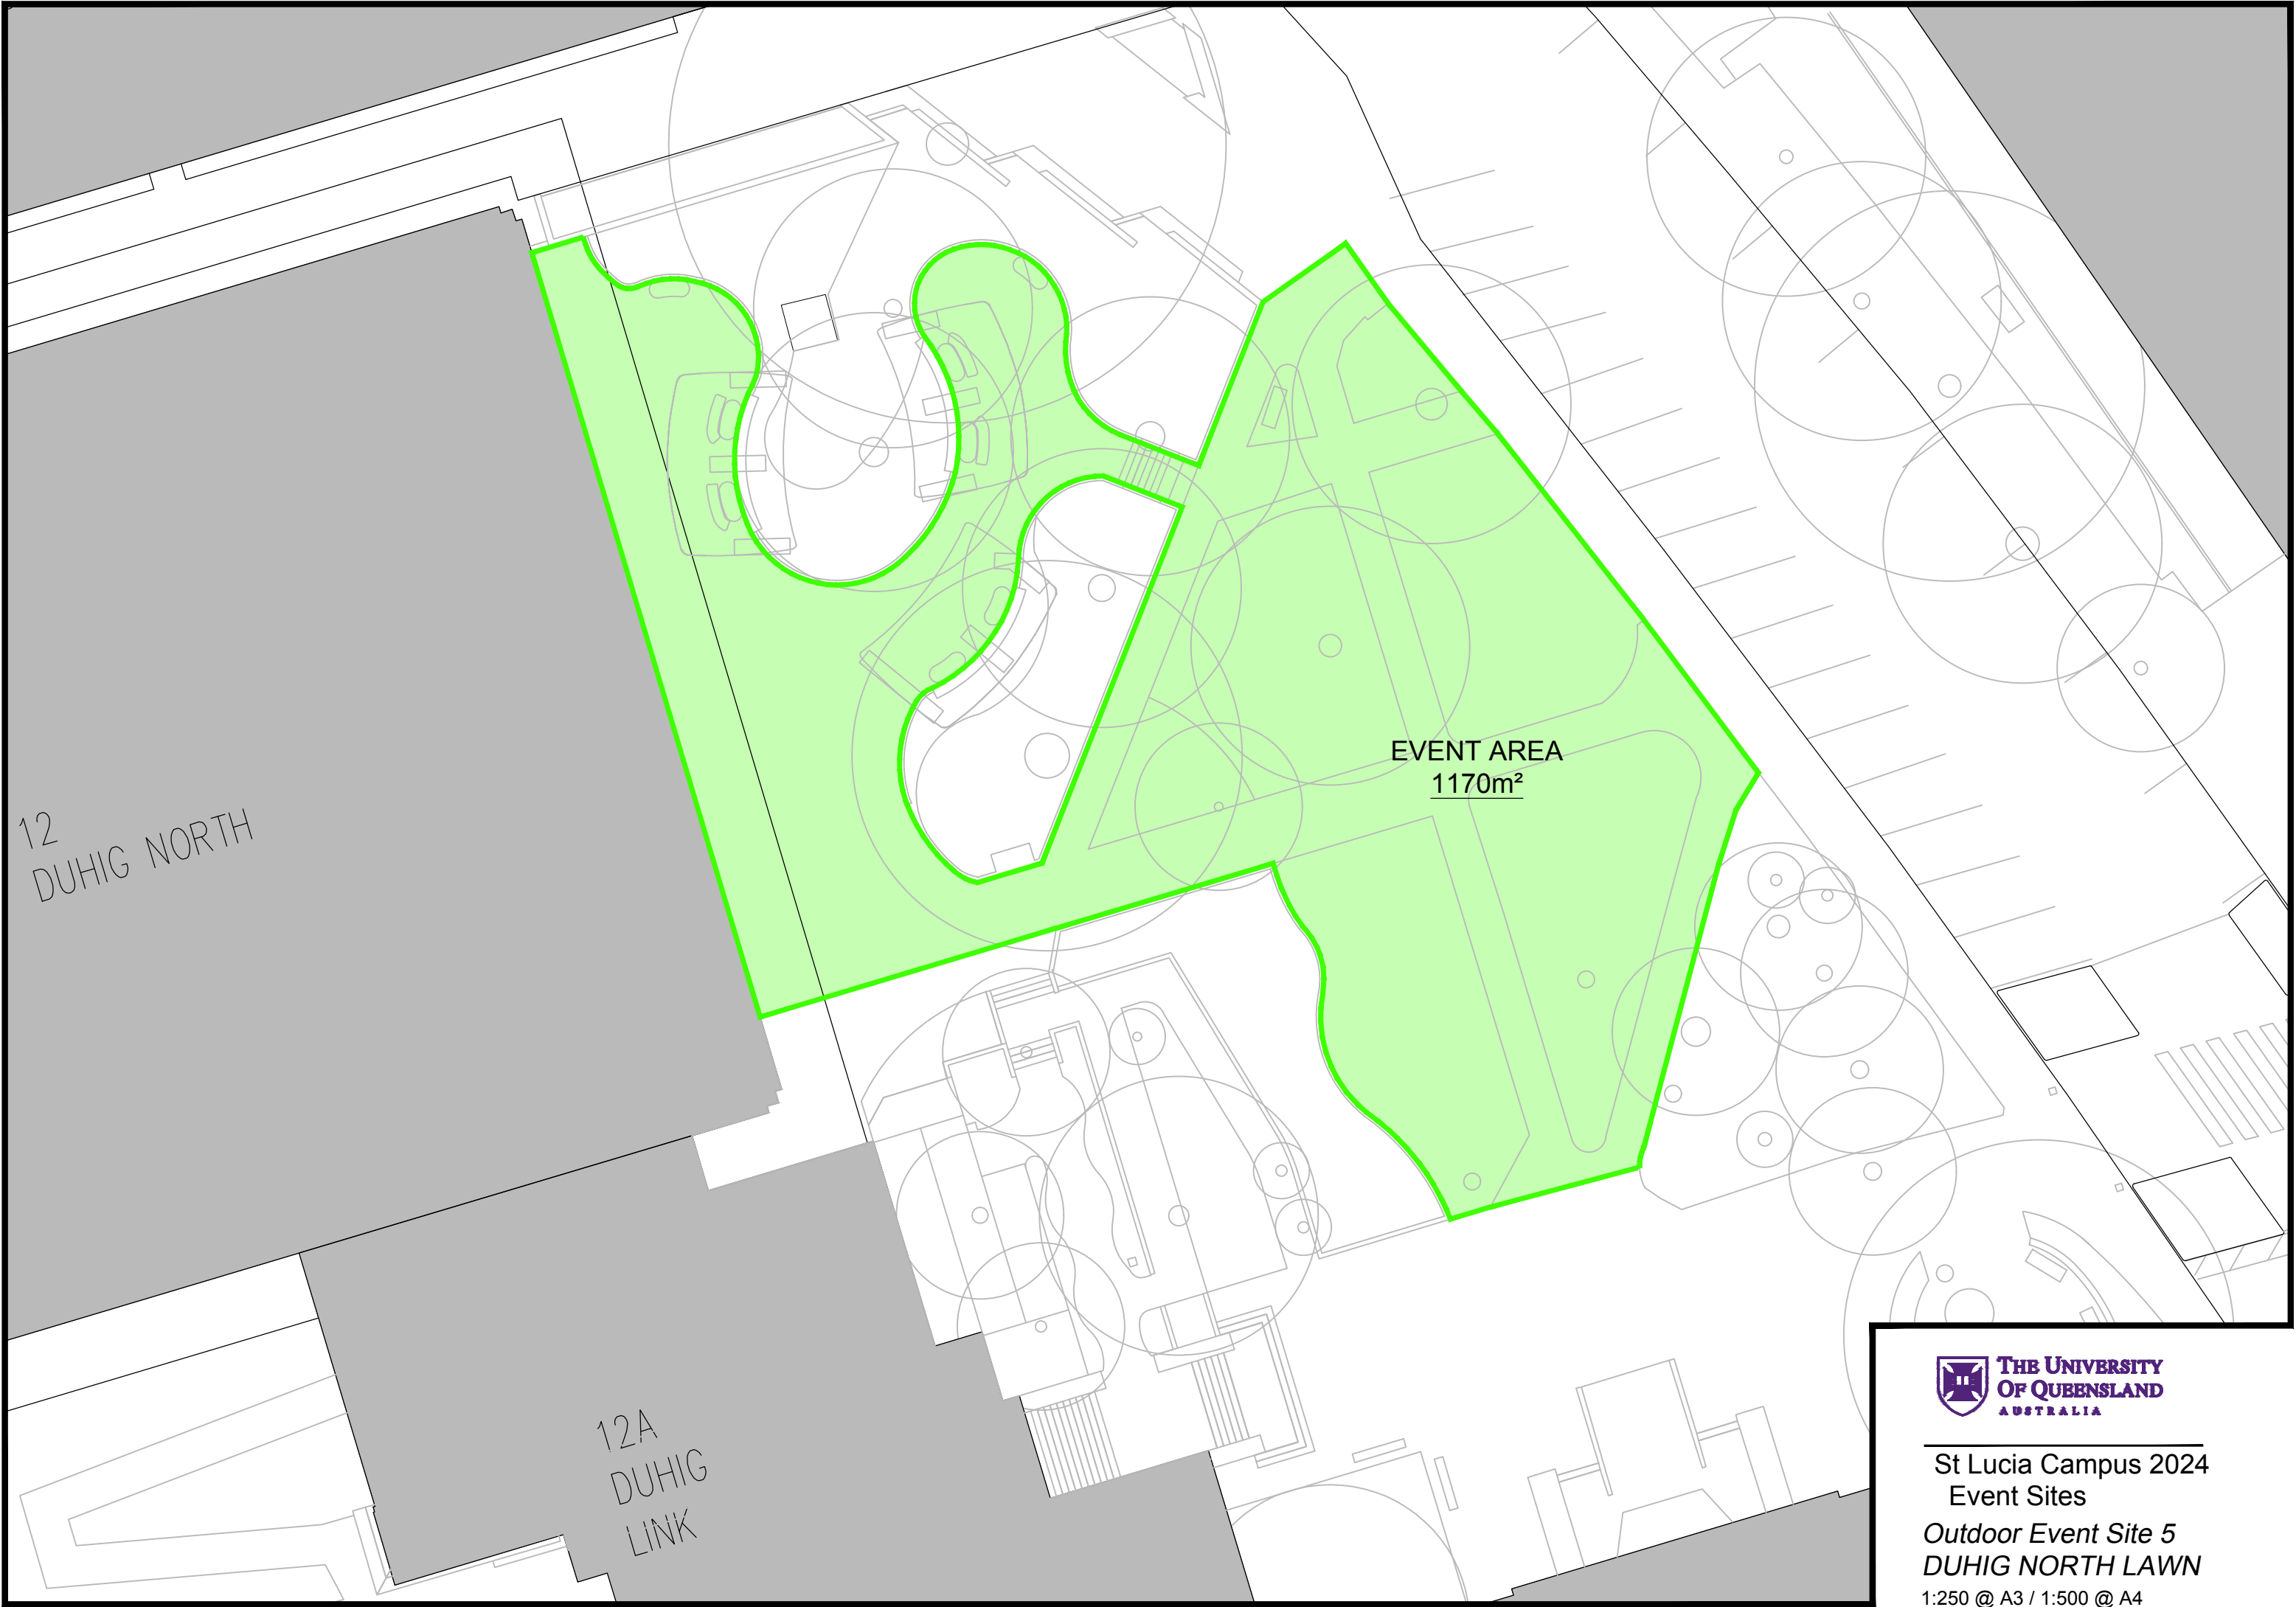 EVENT AREA
1170m²
12
DUHIG NORTH
12A
DUHIG
LINK
THE UNIVERSITY
OF QUEENSLAND
AUSTRALIA
St Lucia Campus 2024
Event Sites
Outdoor Event Site 5
DUHIG NORTH LAWN
1:250 @ A3 / 1:500 @ A4